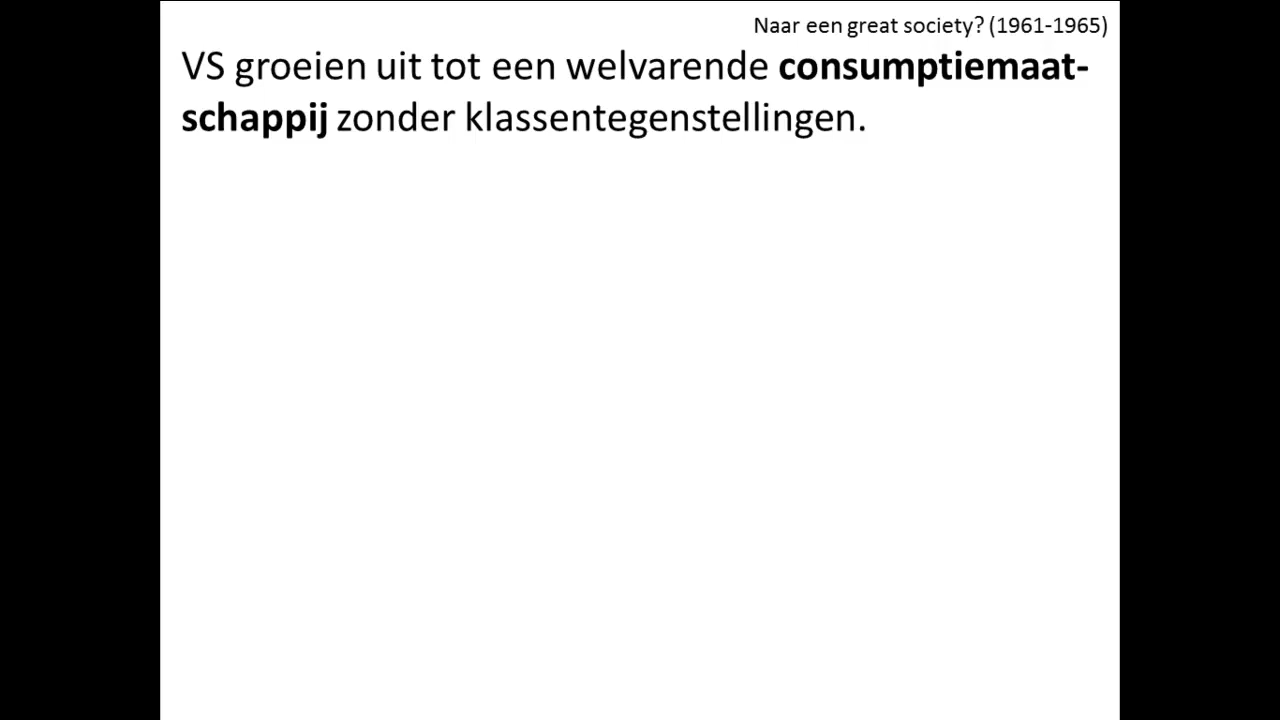 Naar een great society? (1961-1965)
VS groeien uit tot een welvarende consumptiemaat-
schappij zonder klassentegenstellingen.